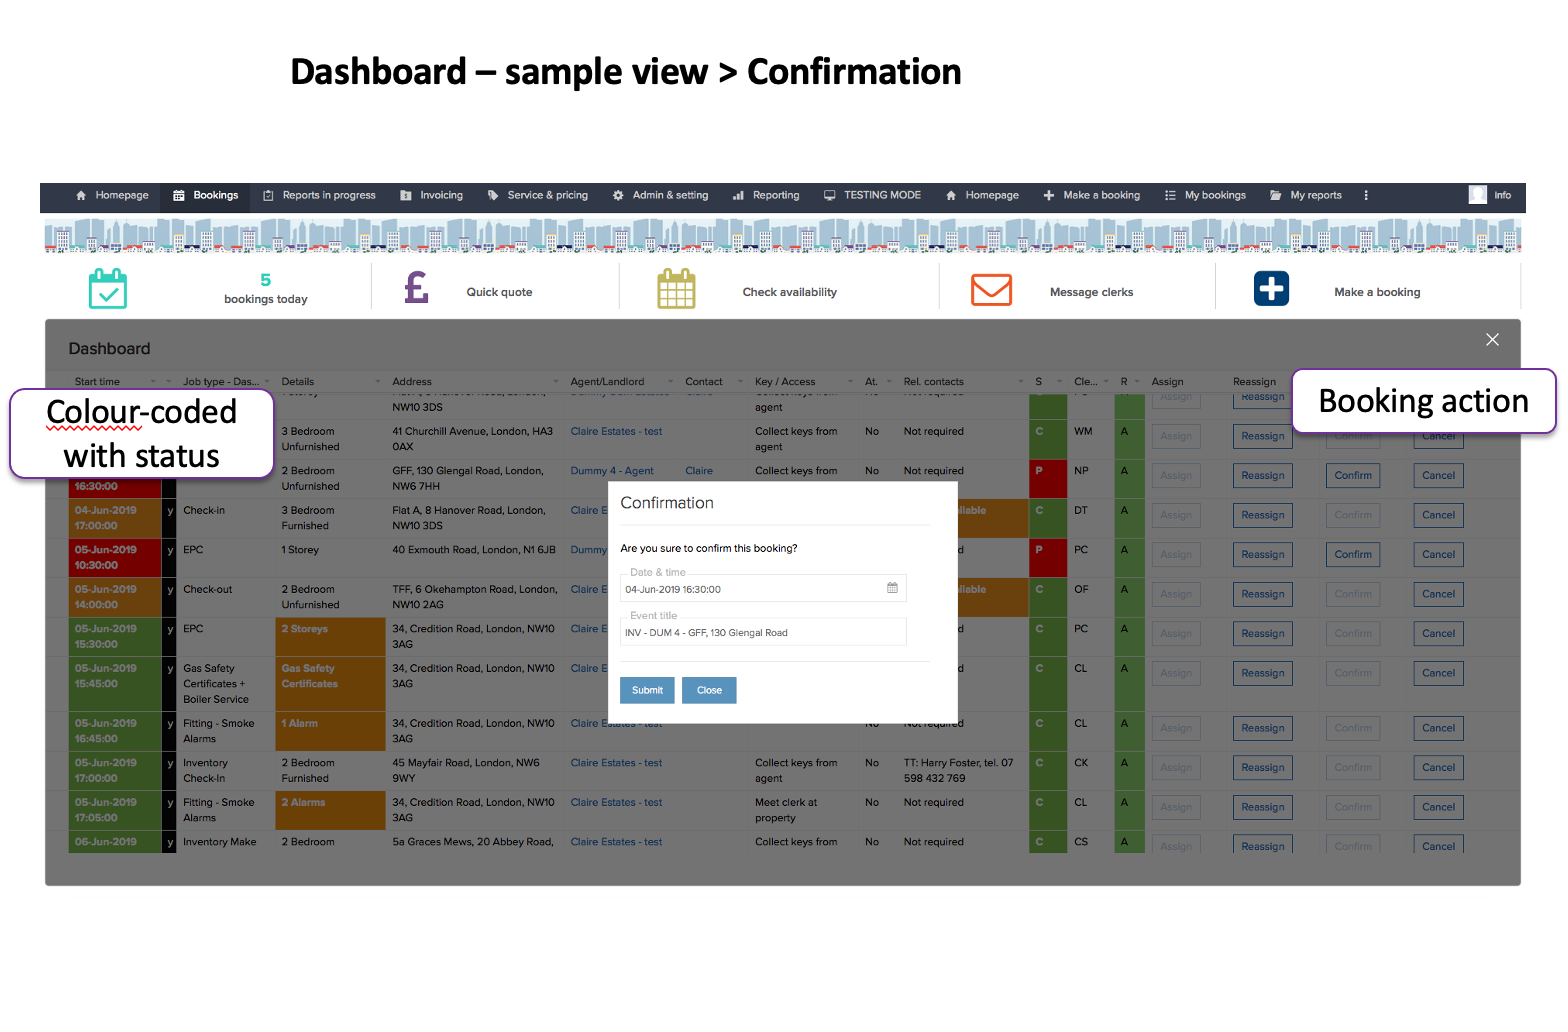 Dashboard – sample view > Confirmation
Homepage Bookings Reports in progress Invoicing Service & pricing Admin & setting Reporting TESTING MODE Homepage Make a booking My bookings My reports Info
5
bookings today
£ Quick quote
Check availability
Message clerks
Make a booking
Dashboard
Start time Job type - Das... Details Address Agent/Landlord Contact Key / Access At. Rel. contacts S Cle... R Assign Reassign
Colour-coded
with status
Booking action
NW10 3DS agent Assign Reassign
3 Bedroom 41 Churchill Avenue, London, HA3 Claire Estates - test Collect keys from No Not required C WM A Assign Reassign Confirm Cancel
Unfurnished 0AX agent
2 Bedroom GFF, 130 Glengal Road, London, Dummy 4 - Agent Claire Collect keys from No Not required P NP A Assign Reassign Confirm Cancel
16:30:00 Unfurnished NW6 7HH
04-Jun-2019 y Check-in 3 Bedroom Flat A, 8 Hanover Road, London, Claire E ilable C DT A Assign Reassign Confirm Cancel
17:00:00 Furnished NW10 3DS
05-Jun-2019 y EPC 1 Storey 40 Exmouth Road, London, N1 6JB Dummy d P PC A Assign Reassign Confirm Cancel
10:30:00
05-Jun-2019 y Check-out 2 Bedroom TFF, 6 Okehampton Road, London, Claire E ilable C OF A Assign Reassign Confirm Cancel
14:00:00 Unfurnished NW10 2AG
05-Jun-2019 y EPC 2 Storeys 34, Credition Road, London, NW10 Claire E d C PC A Assign Reassign Confirm Cancel
15:30:00 3AG
05-Jun-2019 y Gas Safety Gas Safety 34, Credition Road, London, NW10 Claire E d C CL A Assign Reassign Confirm Cancel
15:45:00 Certificates + Certificates 3AG
Boiler Service
05-Jun-2019 y Fitting - Smoke 1 Alarm 34, Credition Road, London, NW10 Claire Estates - test No Not required C CL A Assign Reassign Confirm Cancel
16:45:00 Alarms 3AG
05-Jun-2019 y Inventory 2 Bedroom 45 Mayfair Road, London, NW6 Claire Estates - test Collect keys from No TT: Harry Foster, tel. 07 C CK A Assign Reassign Confirm Cancel
17:00:00 Check-In Furnished 9WY agent 598 432 769
05-Jun-2019 y Fitting - Smoke 2 Alarms 34, Credition Road, London, NW10 Claire Estates - test Meet clerk at No Not required C CL A Assign Reassign Confirm Cancel
17:05:00 Alarms 3AG property
06-Jun-2019 y Inventory Make 2 Bedroom 5a Graces Mews, 20 Abbey Road, Claire Estates - test Collect keys from No Not required C CS A Assign Reassign Confirm Cancel
Confirmation
Are you sure to confirm this booking?
Date & time
04-Jun-2019 16:30:00
Event title
INV - DUM 4 - GFF, 130 Glengal Road
Submit Close